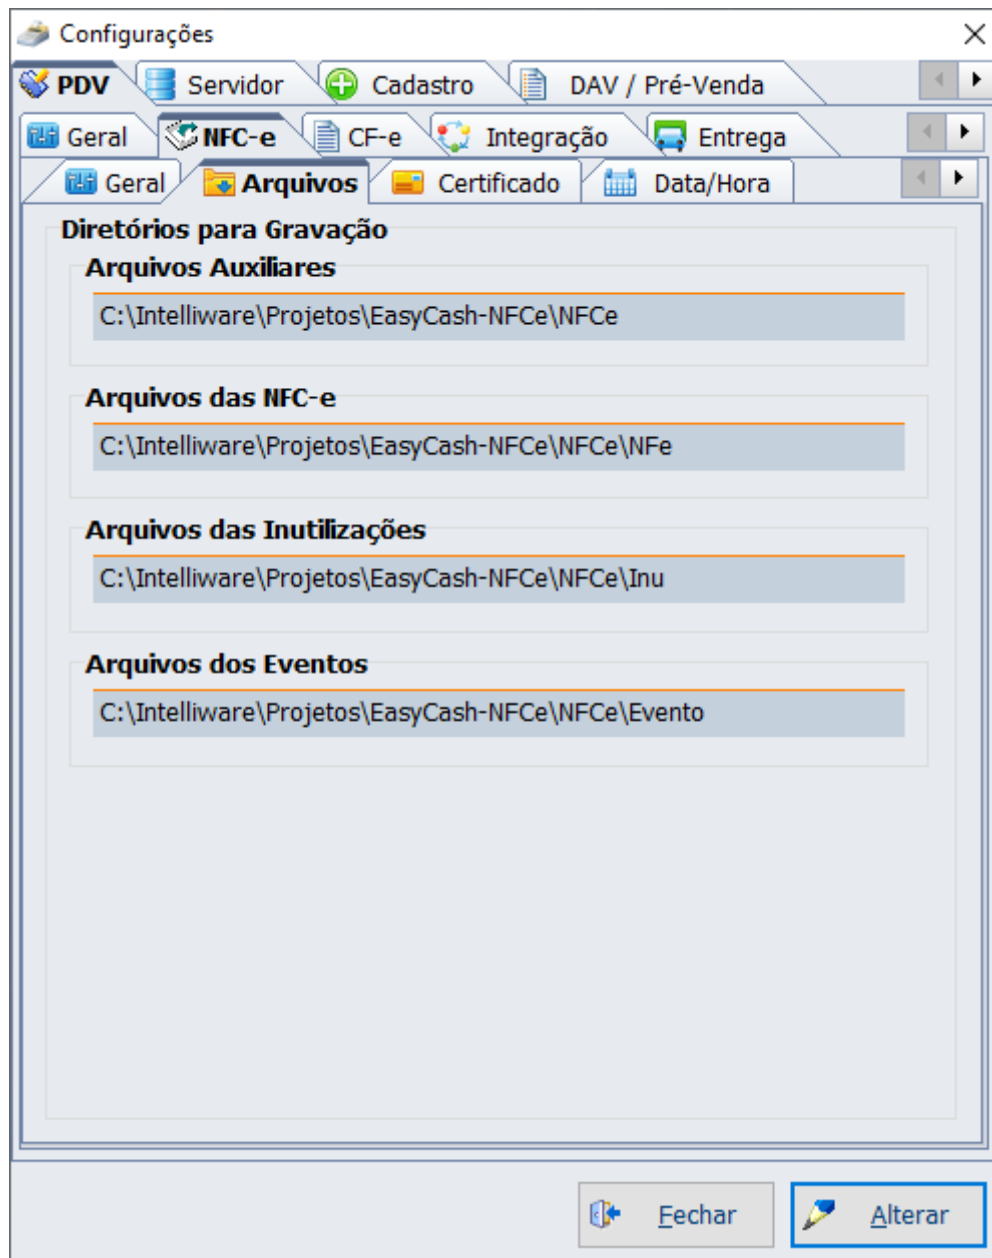 Configurações
PDV Servidor Cadastro DAV / Pré-Venda
Geral NFC-e CF-e Integração Entrega
Geral Arquivos Certificado Data/Hora
Diretórios para Gravação
Arquivos Auxiliares
C:\Intelliware\Projetos\EasyCash-NFCe\NFCe
Arquivos das NFC-e
C:\Intelliware\Projetos\EasyCash-NFCe\NFCe\NFe
Arquivos das Inutilizações
C:\Intelliware\Projetos\EasyCash-NFCe\NFCe\Inu
Arquivos dos Eventos
C:\Intelliware\Projetos\EasyCash-NFCe\NFCe\Evento
Fechar Alterar